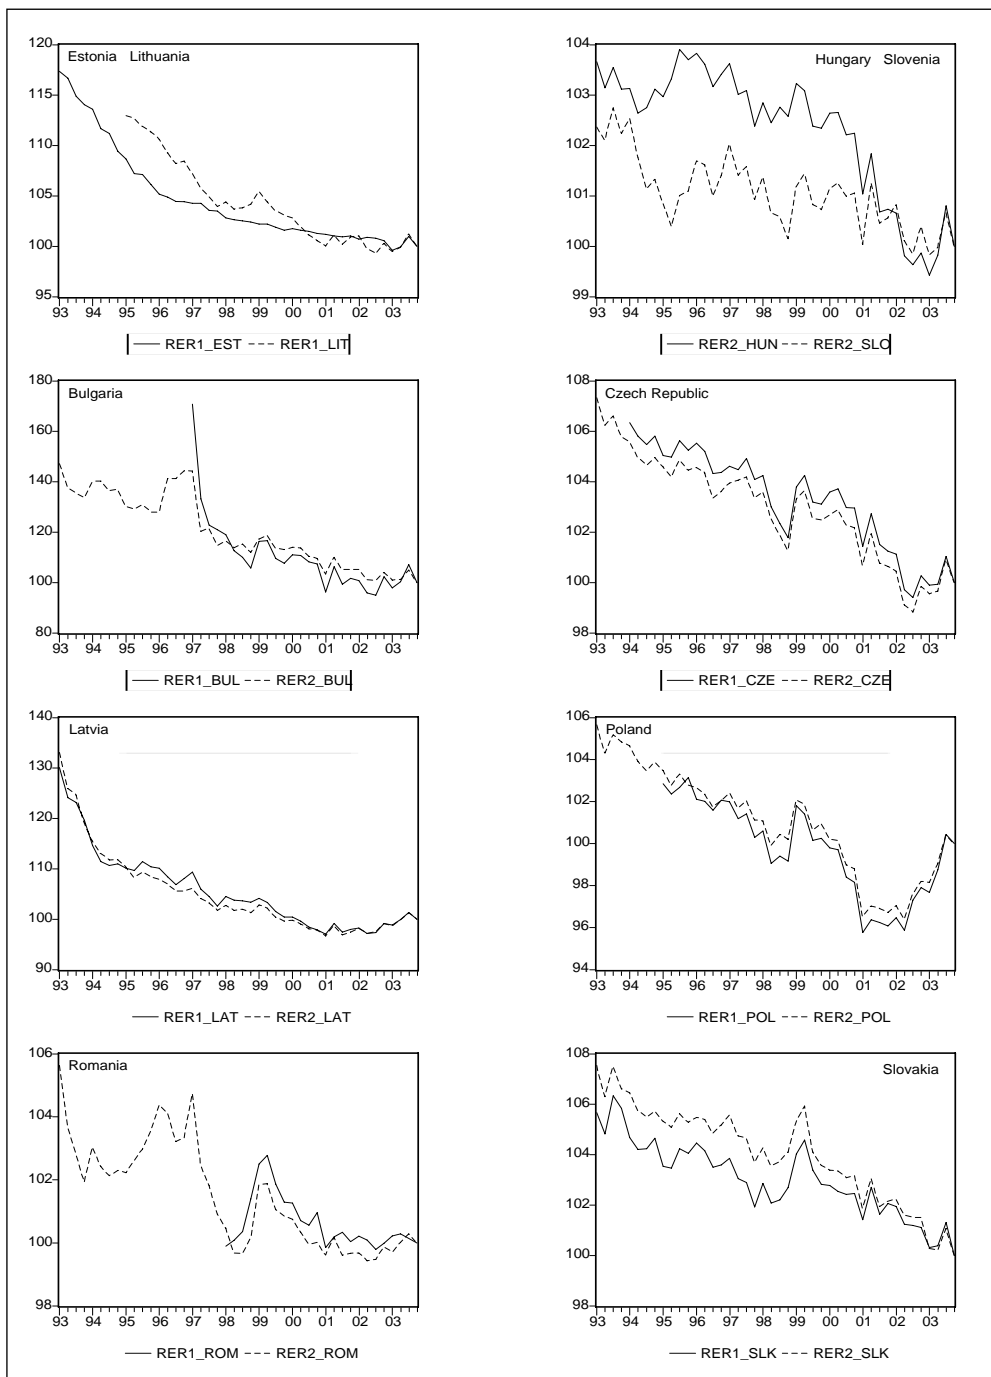 Estonia Lithuania
120
115
110
105
100
95
93 94 95 96 97 98 99 00 01 02 03
RER1_EST RER1_LIT
Hungary Slovenia
104
103
102
101
100
99
93 94 95 96 97 98 99 00 01 02 03
RER2_HUN RER2_SLO
Bulgaria
180
160
140
120
100
80
93 94 95 96 97 98 99 00 01 02 03
RER1_BUL RER2_BUL
Czech Republic
108
106
104
102
100
98
93 94 95 96 97 98 99 00 01 02 03
RER1_CZE RER2_CZE
Latvia
140
130
120
110
100
90
93 94 95 96 97 98 99 00 01 02 03
RER1_LAT RER2_LAT
Poland
106
104
102
100
98
96
94
93 94 95 96 97 98 99 00 01 02 03
RER1_POL RER2_POL
Romania
106
104
102
100
98
93 94 95 96 97 98 99 00 01 02 03
RER1_ROM RER2_ROM
Slovakia
108
106
104
102
100
98
93 94 95 96 97 98 99 00 01 02 03
RER1_SLK RER2_SLK